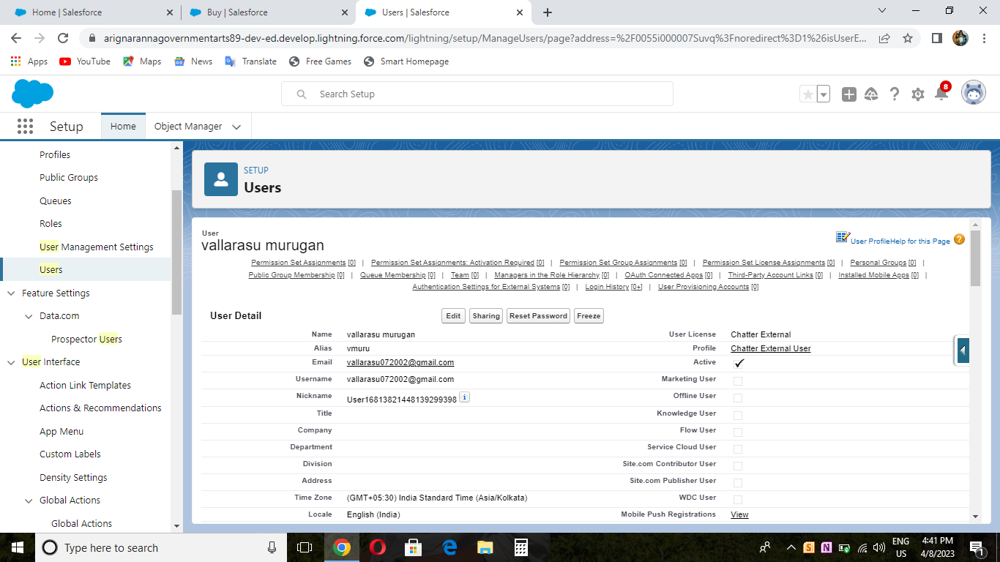 Home | Salesforce
Buy | Salesforce
Users | Salesforce
arignarannagovernmentarts89-dev-ed.develop.lightning.force.com/lightning/setup/ManageUsers/page?address=%2F0055i000007Suvq%3Fnoredirect%3D1%26isUserE...
Apps YouTube Maps News Translate Free Games Smart Homepage
Search Setup
8
Setup Home Object Manager
Profiles
Public Groups
Queues
Roles
User Management Settings
Users
Feature Settings
Data.com
Prospector Users
User Interface
Action Link Templates
Actions & Recommendations
App Menu
Custom Labels
Density Settings
Global Actions
Global Actions
SETUP
Users
User
vallarasu murugan
User Profile Help for this Page ?
Permission Set Assignments [0] | Permission Set Assignments: Activation Required [0] | Permission Set Group Assignments [0] | Permission Set License Assignments [0] | Personal Groups [0] |
Public Group Membership [0] | Queue Membership [0] | Team [0] | Managers in the Role Hierarchy [0] | OAuth Connected Apps [0] | Third-Party Account Links [0] | Installed Mobile Apps [0] |
Authentication Settings for External Systems [0] | Login History [0+] | User Provisioning Accounts [0]
User Detail Edit Sharing Reset Password Freeze
Name vallarasu murugan User License Chatter External
Alias vmuru Profile Chatter External User
Email vallarasu072002@gmail.com Active ✓
Username vallarasu072002@gmail.com Marketing User
Nickname User16813821448139299398 i Offline User
Title Knowledge User
Company Flow User
Department Service Cloud User
Division Site.com Contributor User
Address Site.com Publisher User
Time Zone (GMT+05:30) India Standard Time (Asia/Kolkata) WDC User
Locale English (India) Mobile Push Registrations View
Type here to search
ENG
US
4:41 PM
4/8/2023
1